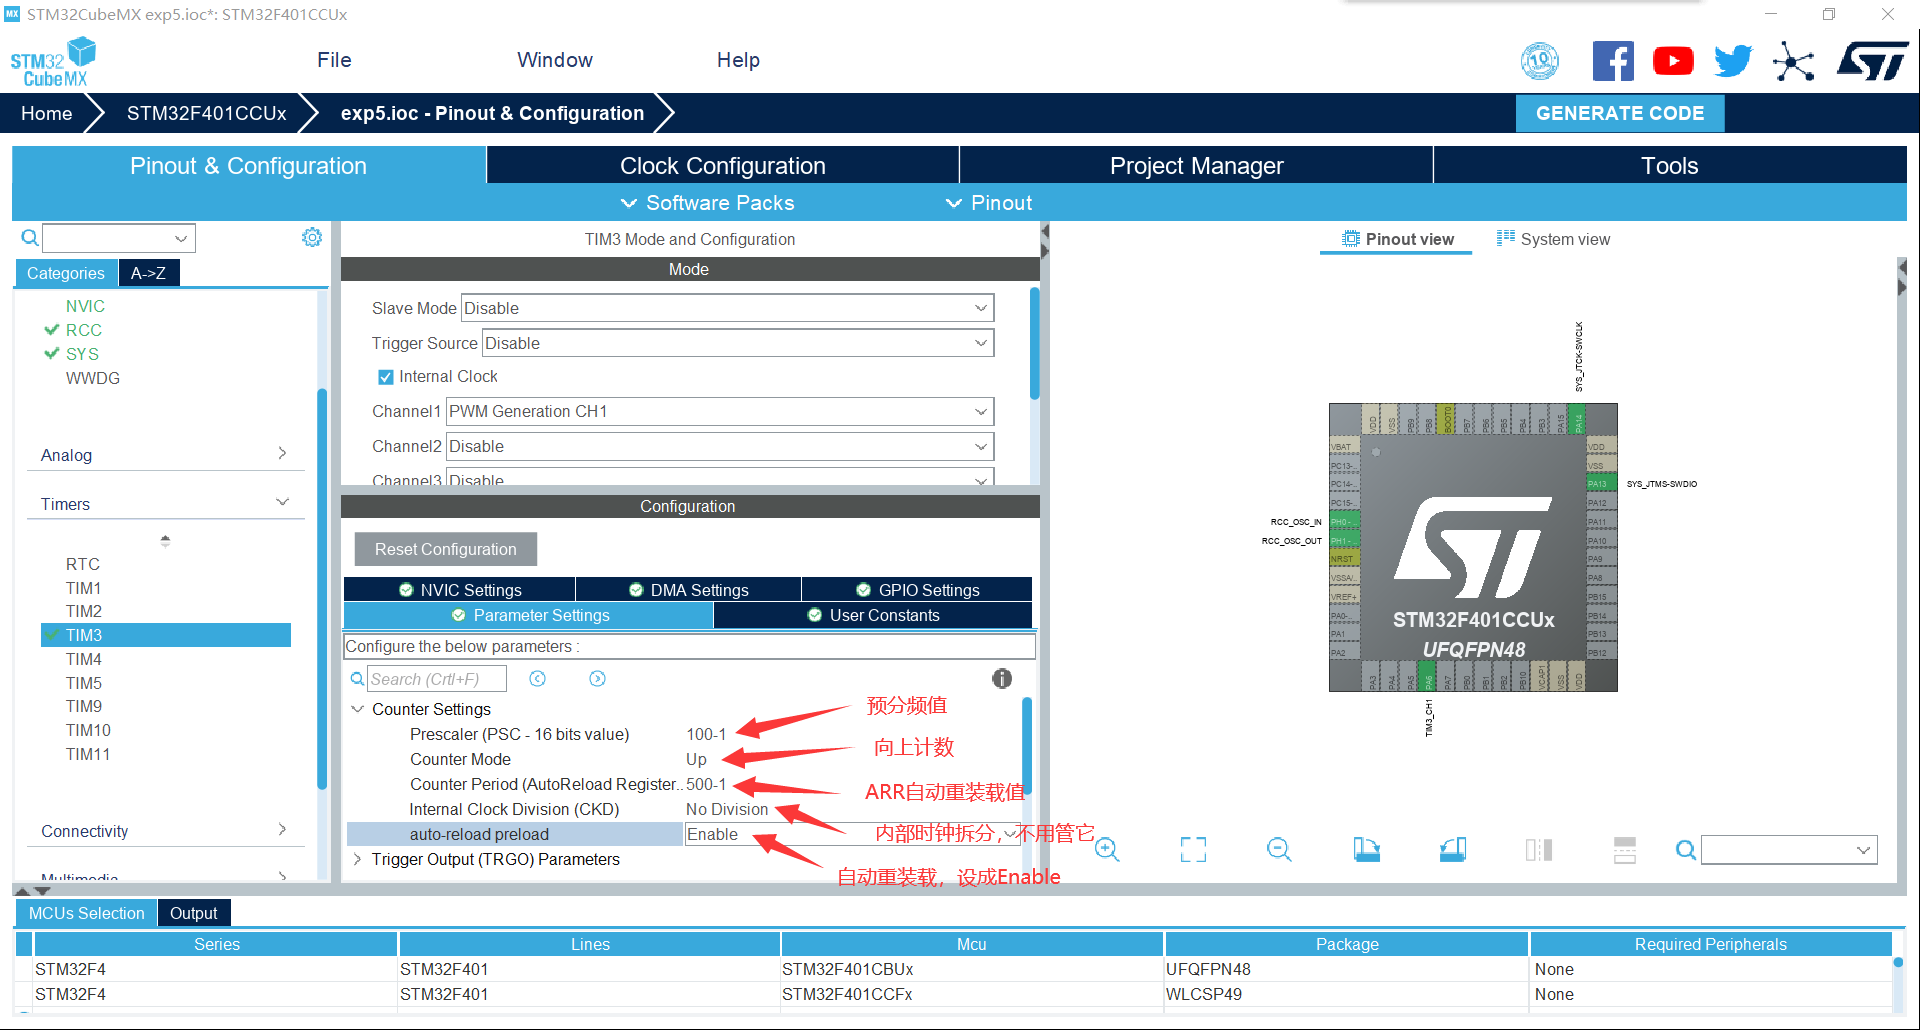 MX STM32CubeMX exp5.ioc*: STM32F401CCUx
STM32
CubeMX
File
Window
Help
10
Home
STM32F401CCUx
exp5.ioc - Pinout & Configuration
GENERATE CODE
Pinout & Configuration
Clock Configuration
Project Manager
Tools
Software Packs
Pinout
Categories
A->Z
NVIC
RCC
SYS
WWDG
Analog
Timers
RTC
TIM1
TIM2
TIM3
TIM4
TIM5
TIM9
TIM10
TIM11
Connectivity
Multimedia
TIM3 Mode and Configuration
Mode
Slave Mode Disable
Trigger Source Disable
Internal Clock
Channel1 PWM Generation CH1
Channel2 Disable
Channel3 Disable
Configuration
Reset Configuration
NVIC Settings
DMA Settings
GPIO Settings
Parameter Settings
User Constants
Configure the below parameters :
Search (Crtl+F)
Counter Settings
Prescaler (PSC - 16 bits value) 100-1
预分频值
Counter Mode Up
向上计数
Counter Period (AutoReload Register.. 500-1
ARR自动重装载值
Internal Clock Division (CKD) No Division
内部时钟拆分，不用管它
auto-reload preload Enable
自动重装载，设成Enable
Trigger Output (TRGO) Parameters
Pinout view
System view
SYS_JTCK-SWCLK
VDD
VSS
PB9
PB8
BOOT0
PB7
PB6
PB5
PB4
PB3
PA15
PA14
VBAT
PC13-..
PC14-..
PC15-..
RCC_OSC_IN PH0 -..
RCC_OSC_OUT PH1 -..
NRST
VSSA/..
VREF+
PA0-..
PA1
PA2
VDD
VSS
PA13 SYS_JTMS-SWDIO
PA12
PA11
PA10
PA9
PA8
PB15
PB14
PB13
PB12
STM32F401CCUx
UFQFPN48
PA3
PA4
PA5
PA6
PA7
PB0
PB1
PB2
PB10
VCAP1
VSS
VDD
TIM3_CH1
MCUs Selection
Output
Series
Lines
Mcu
Package
Required Peripherals
STM32F4 STM32F401 STM32F401CBUx UFQFPN48 None
STM32F4 STM32F401 STM32F401CCFx WLCSP49 None